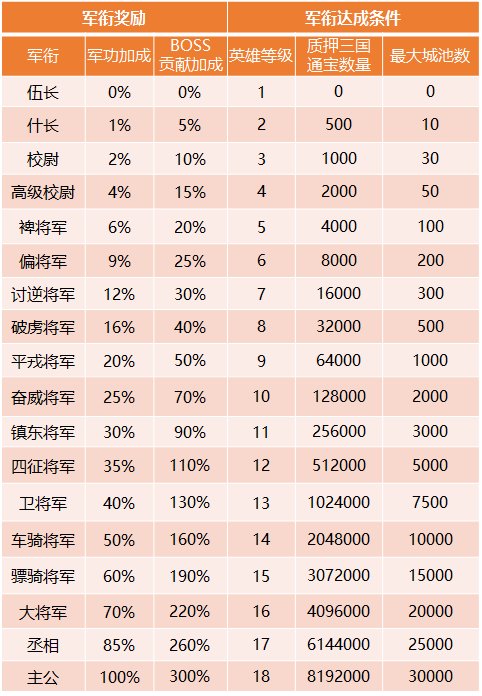 军衔奖励 军衔达成条件
军衔 军功加成 BOSS贡献加成 英雄等级 质押三国通宝数量 最大城池数
伍长 0% 0% 1 0 0
什长 1% 5% 2 500 10
校尉 2% 10% 3 1000 30
高级校尉 4% 15% 4 2000 50
裨将军 6% 20% 5 4000 100
偏将军 9% 25% 6 8000 200
讨逆将军 12% 30% 7 16000 300
破虏将军 16% 40% 8 32000 500
平戎将军 20% 50% 9 64000 1000
奋威将军 25% 70% 10 128000 2000
镇东将军 30% 90% 11 256000 3000
四征将军 35% 110% 12 512000 5000
卫将军 40% 130% 13 1024000 7500
车骑将军 50% 160% 14 2048000 10000
骠骑将军 60% 190% 15 3072000 15000
大将军 70% 220% 16 4096000 20000
丞相 85% 260% 17 6144000 25000
主公 100% 300% 18 8192000 30000